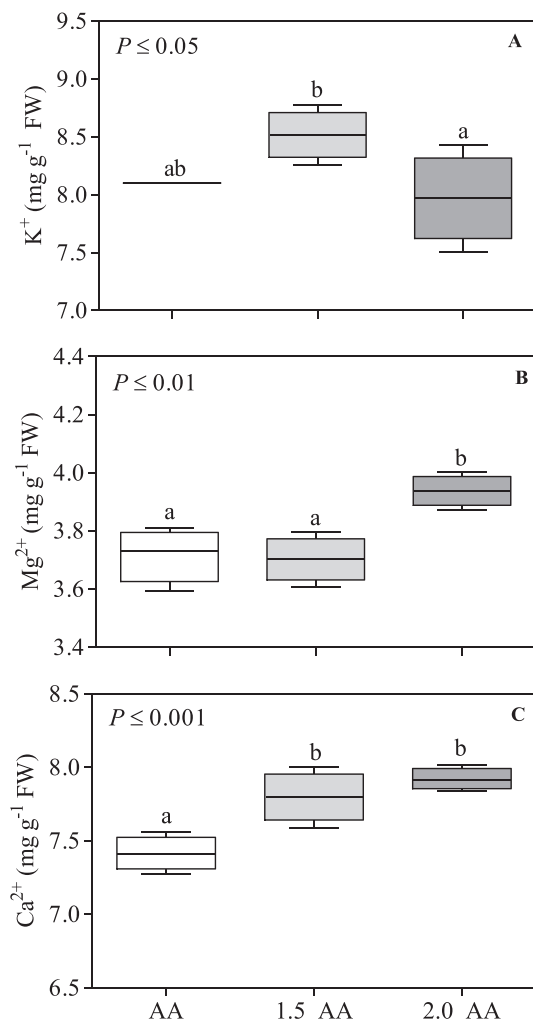 8.5
P ≤ 0.05
A
9.0
b
8.5
a
ab
8.0
7.5
7.0
K⁺ (mg g⁻¹ FW)
4.4
P ≤ 0.01
B
4.2
b
4.0
a
a
3.8
3.6
3.4
Mg²⁺ (mg g⁻¹ FW)
8.5
P ≤ 0.001
C
b
b
8.0
a
7.5
7.0
6.5
Ca²⁺ (mg g⁻¹ FW)
AA 1.5 AA 2.0 AA